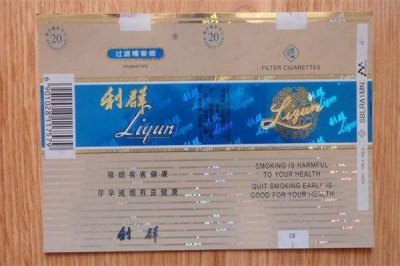 20
过滤嘴香烟
20
FILTER CIGARETTES
利群
Liqun
Liqun
SBLRA1MN
吸烟有害健康
尽早戒烟有益健康
利群
SMOKING IS HARMFUL
TO YOUR HEALTH
QUIT SMOKING EARLY IS
GOOD FOR YOUR HEALTH